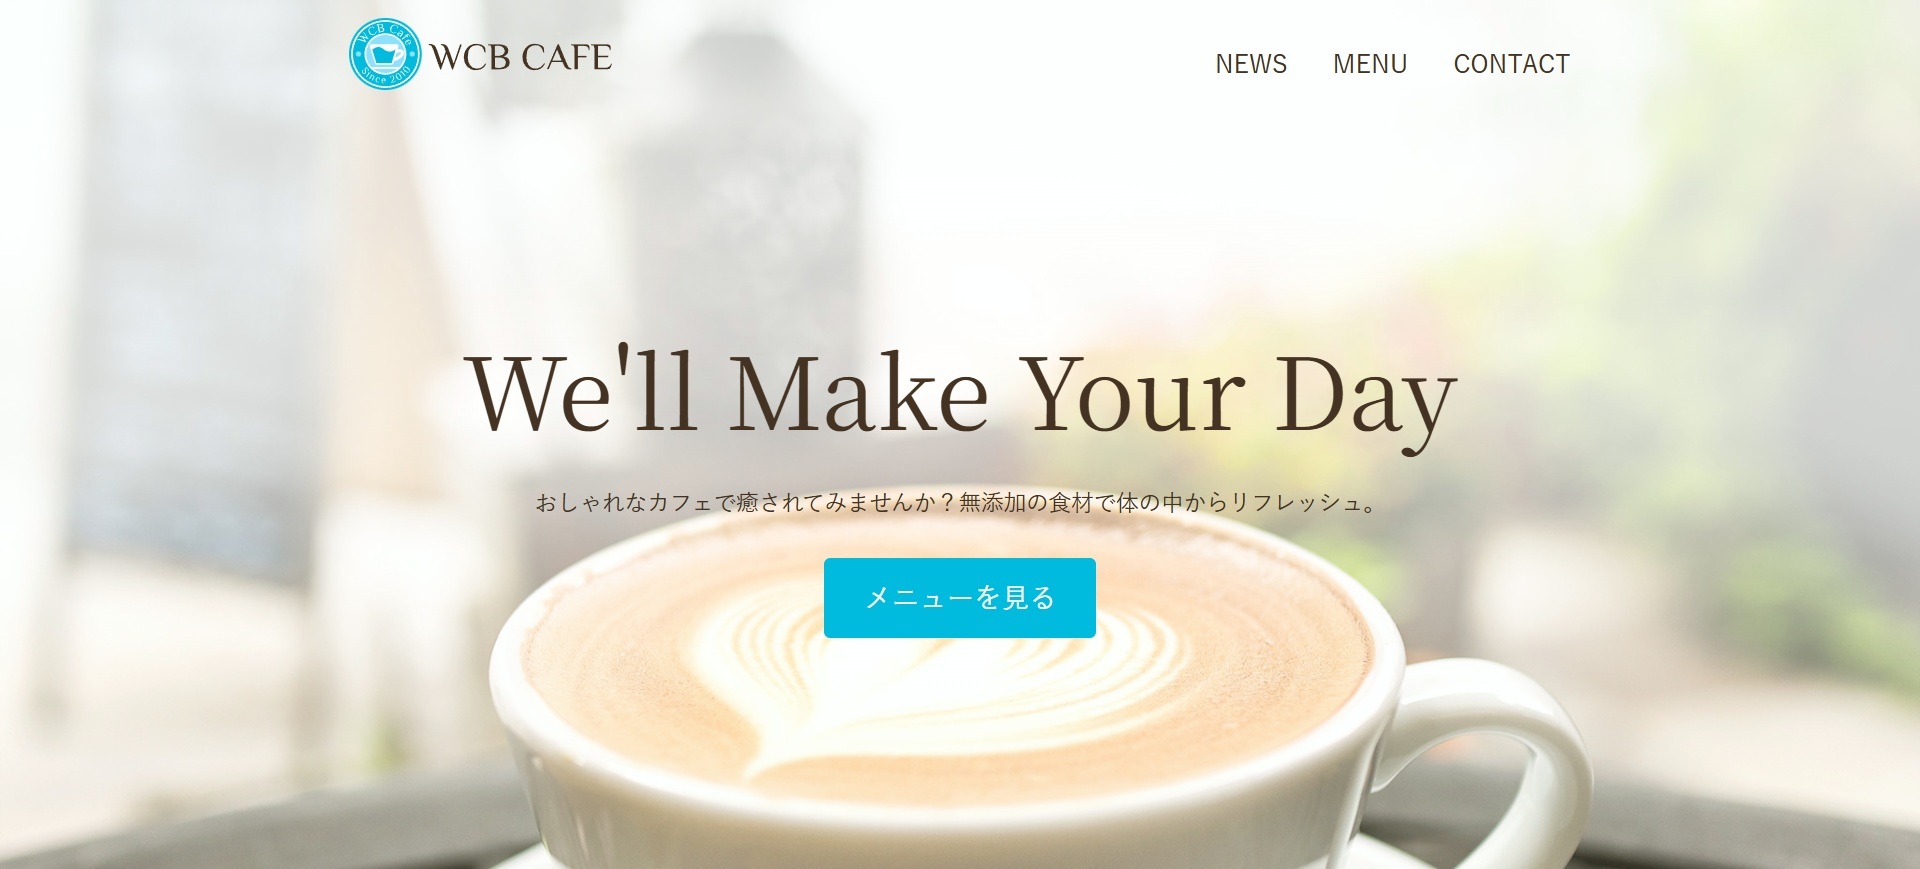 WCB Cafe
Since 2010
WCB CAFE
NEWS
MENU
CONTACT
We'll Make Your Day
おしゃれなカフェで癒されてみませんか？無添加の食材で体の中からリフレッシュ。
メニューを見る